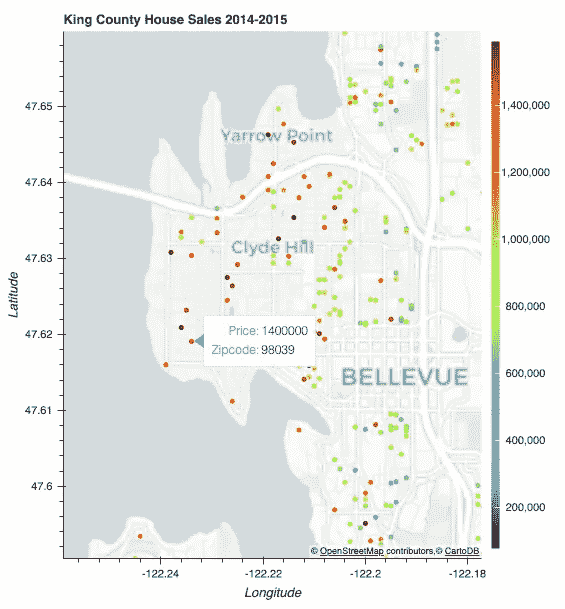 King County House Sales 2014-2015
47.65
47.64
47.63
47.62
47.61
47.6
Latitude
Yarrow Point
Clyde Hill
BELLEVUE
Price: 1400000
Zipcode: 98039
1,400,000
1,200,000
1,000,000
800,000
600,000
400,000
200,000
© OpenStreetMap contributors,© CartoDB
-122.24
-122.22
-122.2
-122.18
Longitude